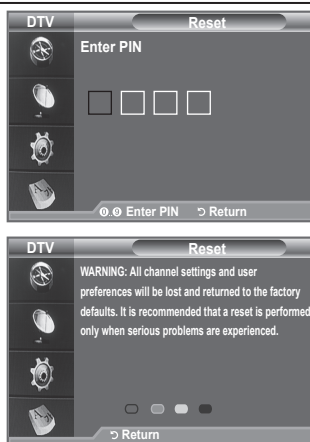 DTV
Reset
Enter PIN
0..9 Enter PIN
Return
DTV
Reset
WARNING: All channel settings and user
preferences will be lost and returned to the factory
defaults. It is recommended that a reset is performed
only when serious problems are experienced.
Return